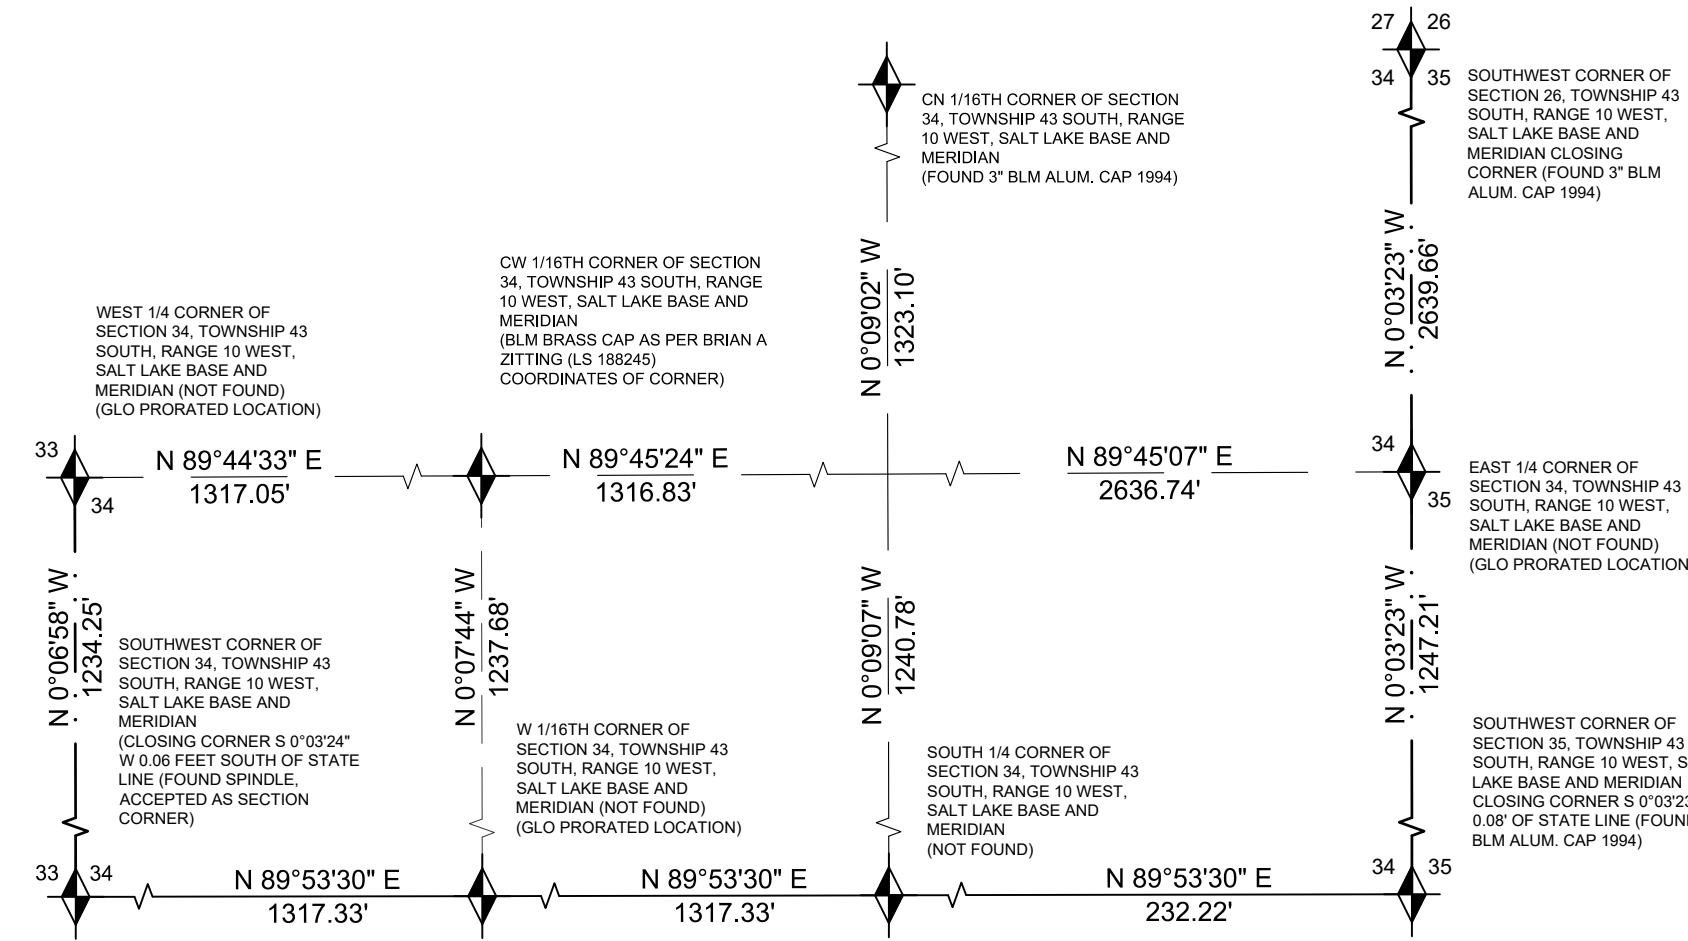 27 26
34 35
SOUTHWEST CORNER OF
SECTION 26, TOWNSHIP 43
SOUTH, RANGE 10 WEST,
SALT LAKE BASE AND
MERIDIAN CLOSING
CORNER (FOUND 3" BLM
ALUM. CAP 1994)
CN 1/16TH CORNER OF SECTION
34, TOWNSHIP 43 SOUTH, RANGE
10 WEST, SALT LAKE BASE AND
MERIDIAN
(FOUND 3" BLM ALUM. CAP 1994)
N 0°09'02" W
1323.10'
N 0°03'23" W
2639.66'
CW 1/16TH CORNER OF SECTION
34, TOWNSHIP 43 SOUTH, RANGE
10 WEST, SALT LAKE BASE AND
MERIDIAN
(BLM BRASS CAP AS PER BRIAN A
ZITTING (LS 188245)
COORDINATES OF CORNER)
WEST 1/4 CORNER OF
SECTION 34, TOWNSHIP 43
SOUTH, RANGE 10 WEST,
SALT LAKE BASE AND
MERIDIAN (NOT FOUND)
(GLO PRORATED LOCATION)
33
34
N 89°44'33" E
1317.05'
N 89°45'24" E
1316.83'
N 89°45'07" E
2636.74'
34
35
EAST 1/4 CORNER OF
SECTION 34, TOWNSHIP 43
SOUTH, RANGE 10 WEST,
SALT LAKE BASE AND
MERIDIAN (NOT FOUND)
(GLO PRORATED LOCATION
N 0°06'58" W
1234.25'
N 0°07'44" W
1237.68'
N 0°09'07" W
1240.78'
N 0°03'23" W
1247.21'
SOUTHWEST CORNER OF
SECTION 34, TOWNSHIP 43
SOUTH, RANGE 10 WEST,
SALT LAKE BASE AND
MERIDIAN
(CLOSING CORNER S 0°03'24"
W 0.06 FEET SOUTH OF STATE
LINE (FOUND SPINDLE,
ACCEPTED AS SECTION
CORNER)
W 1/16TH CORNER OF
SECTION 34, TOWNSHIP 43
SOUTH, RANGE 10 WEST,
SALT LAKE BASE AND
MERIDIAN (NOT FOUND)
(GLO PRORATED LOCATION)
SOUTH 1/4 CORNER OF
SECTION 34, TOWNSHIP 43
SOUTH, RANGE 10 WEST,
SALT LAKE BASE AND
MERIDIAN
(NOT FOUND)
SOUTHWEST CORNER OF
SECTION 35, TOWNSHIP 43
SOUTH, RANGE 10 WEST,
LAKE BASE AND MERIDIAN
CLOSING CORNER S
0.08' OF STATE LINE
BLM ALUM. CAP 1994)
33 34
N 89°53'30" E
1317.33'
N 89°53'30" E
1317.33'
N 89°53'30" E
232.22'
34 35